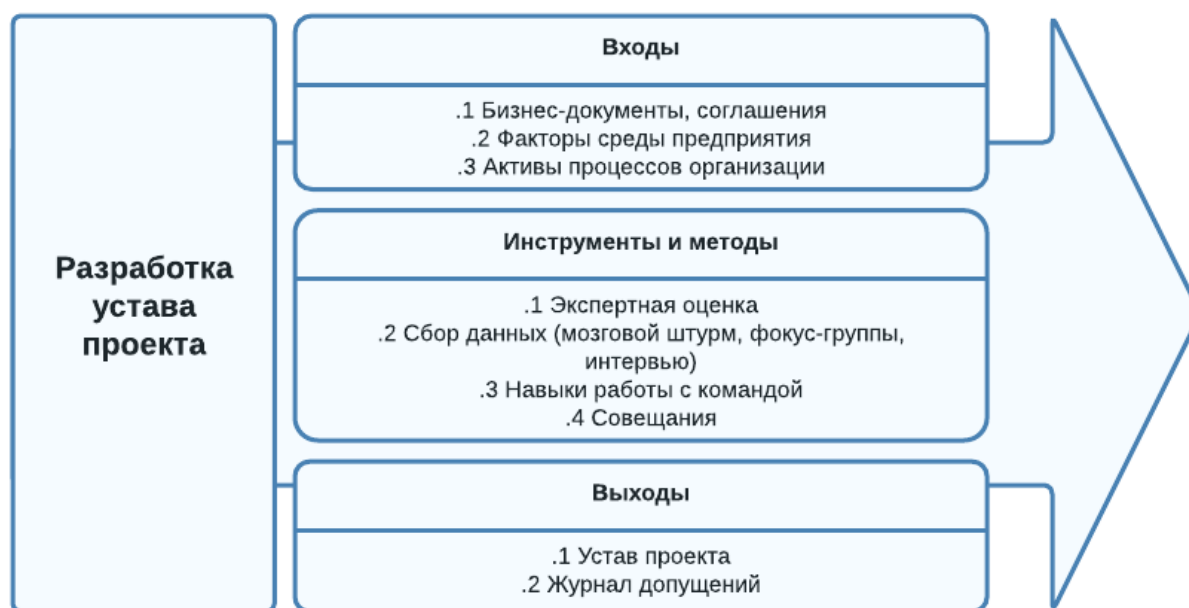 Разработка
устава
проекта
Входы
.1 Бизнес-документы, соглашения
.2 Факторы среды предприятия
.3 Активы процессов организации
Инструменты и методы
.1 Экспертная оценка
.2 Сбор данных (мозговой штурм, фокус-группы,
интервью)
.3 Навыки работы с командой
.4 Совещания
Выходы
.1 Устав проекта
.2 Журнал допущений